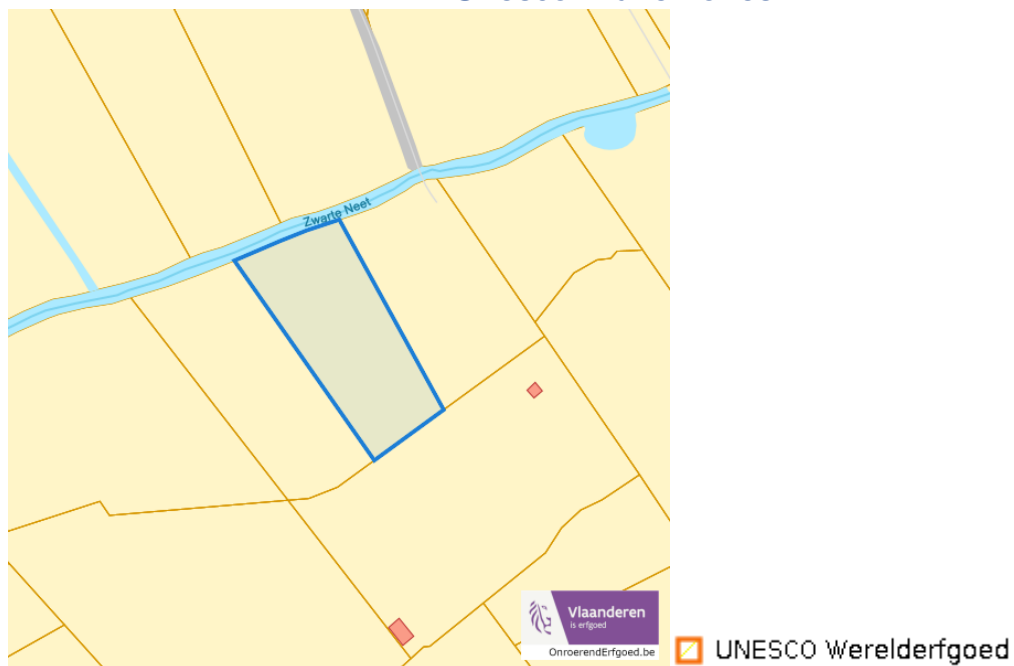 Zwarte Neet
Vlaanderen
is erfgoed
OnroerendErfgoed.be
UNESCO Werelderfgoed